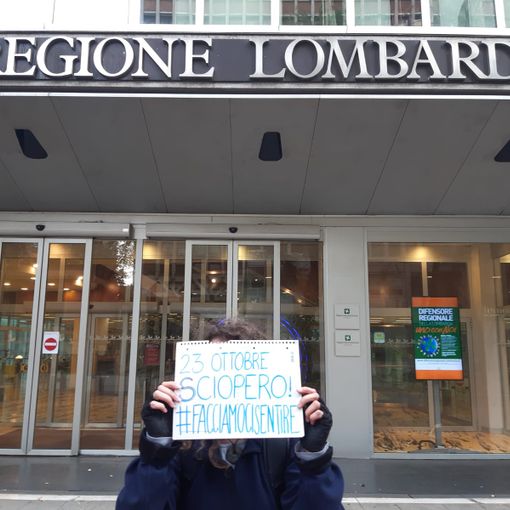 REGIONE LOMBARD
23 OTTOBRE
SCIOPERO!
#FACCIAMOCISENTIRE
DIFENSORE
REGIONALE